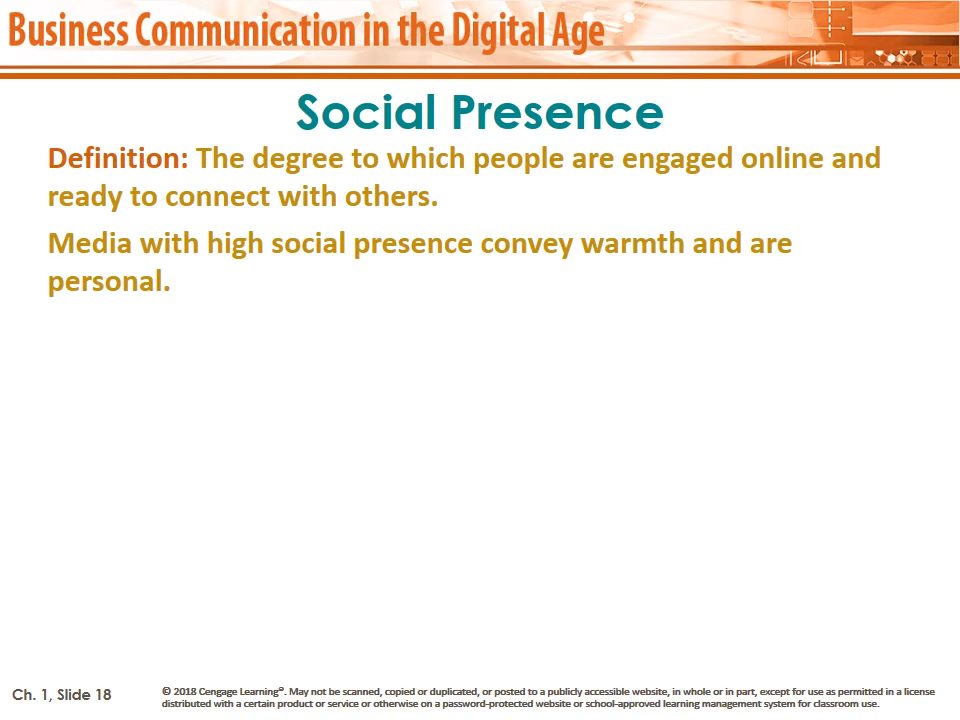 Business Communication in the Digital Age
Social Presence
Definition: The degree to which people are engaged online and
ready to connect with others.
Media with high social presence convey warmth and are
personal.
Ch. 1, Slide 18
© 2018 Cengage Learning®. May not be scanned, copied or duplicated, or posted to a publicly accessible website, in whole or in part, except for use as permitted in a license
distributed with a certain product or service or otherwise on a password-protected website or school-approved learning management system for classroom use.